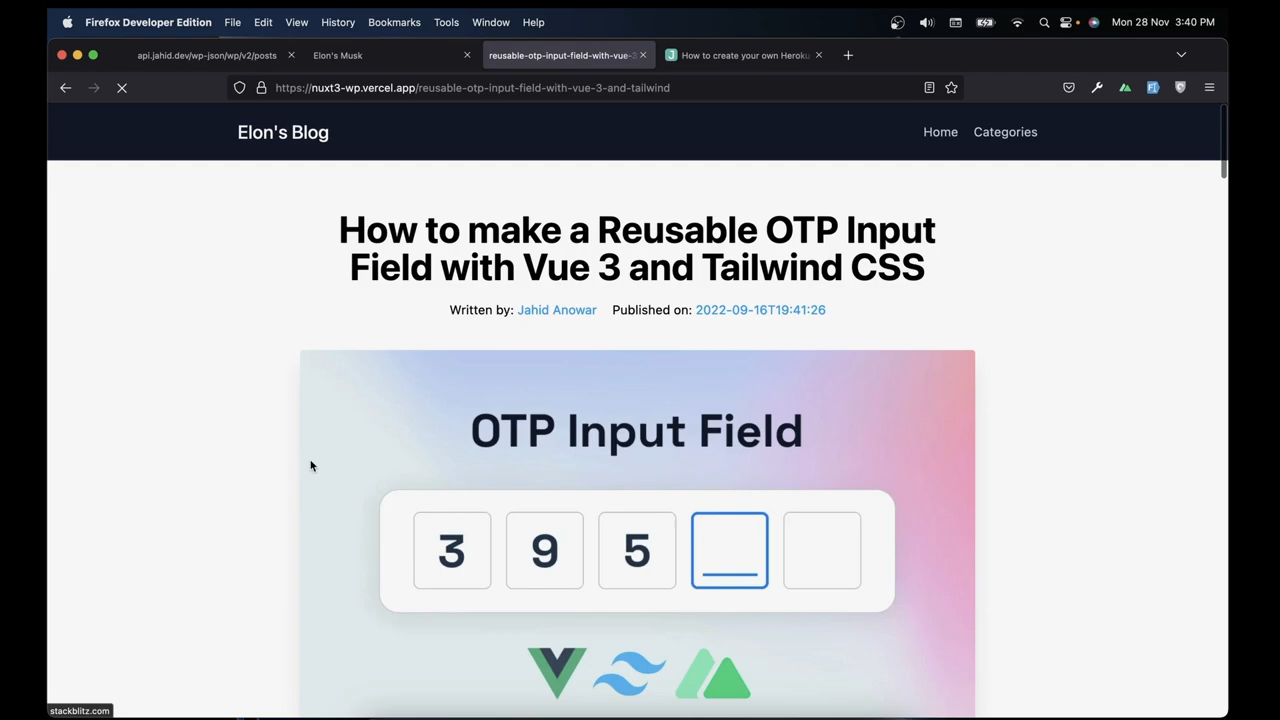 Firefox Developer Edition File Edit View History Bookmarks Tools Window Help Mon 28 Nov 3:40 PM
api.jahid.dev/wp-json/wp/v2/posts Elon's Musk reusable-otp-input-field-with-vue-3 How to create your own Heroku
https://nuxt3-wp.vercel.app/reusable-otp-input-field-with-vue-3-and-tailwind
Elon's Blog Home Categories
How to make a Reusable OTP Input
Field with Vue 3 and Tailwind CSS
Written by: Jahid Anowar Published on: 2022-09-16T19:41:26
OTP Input Field
3 9 5
stackblitz.com